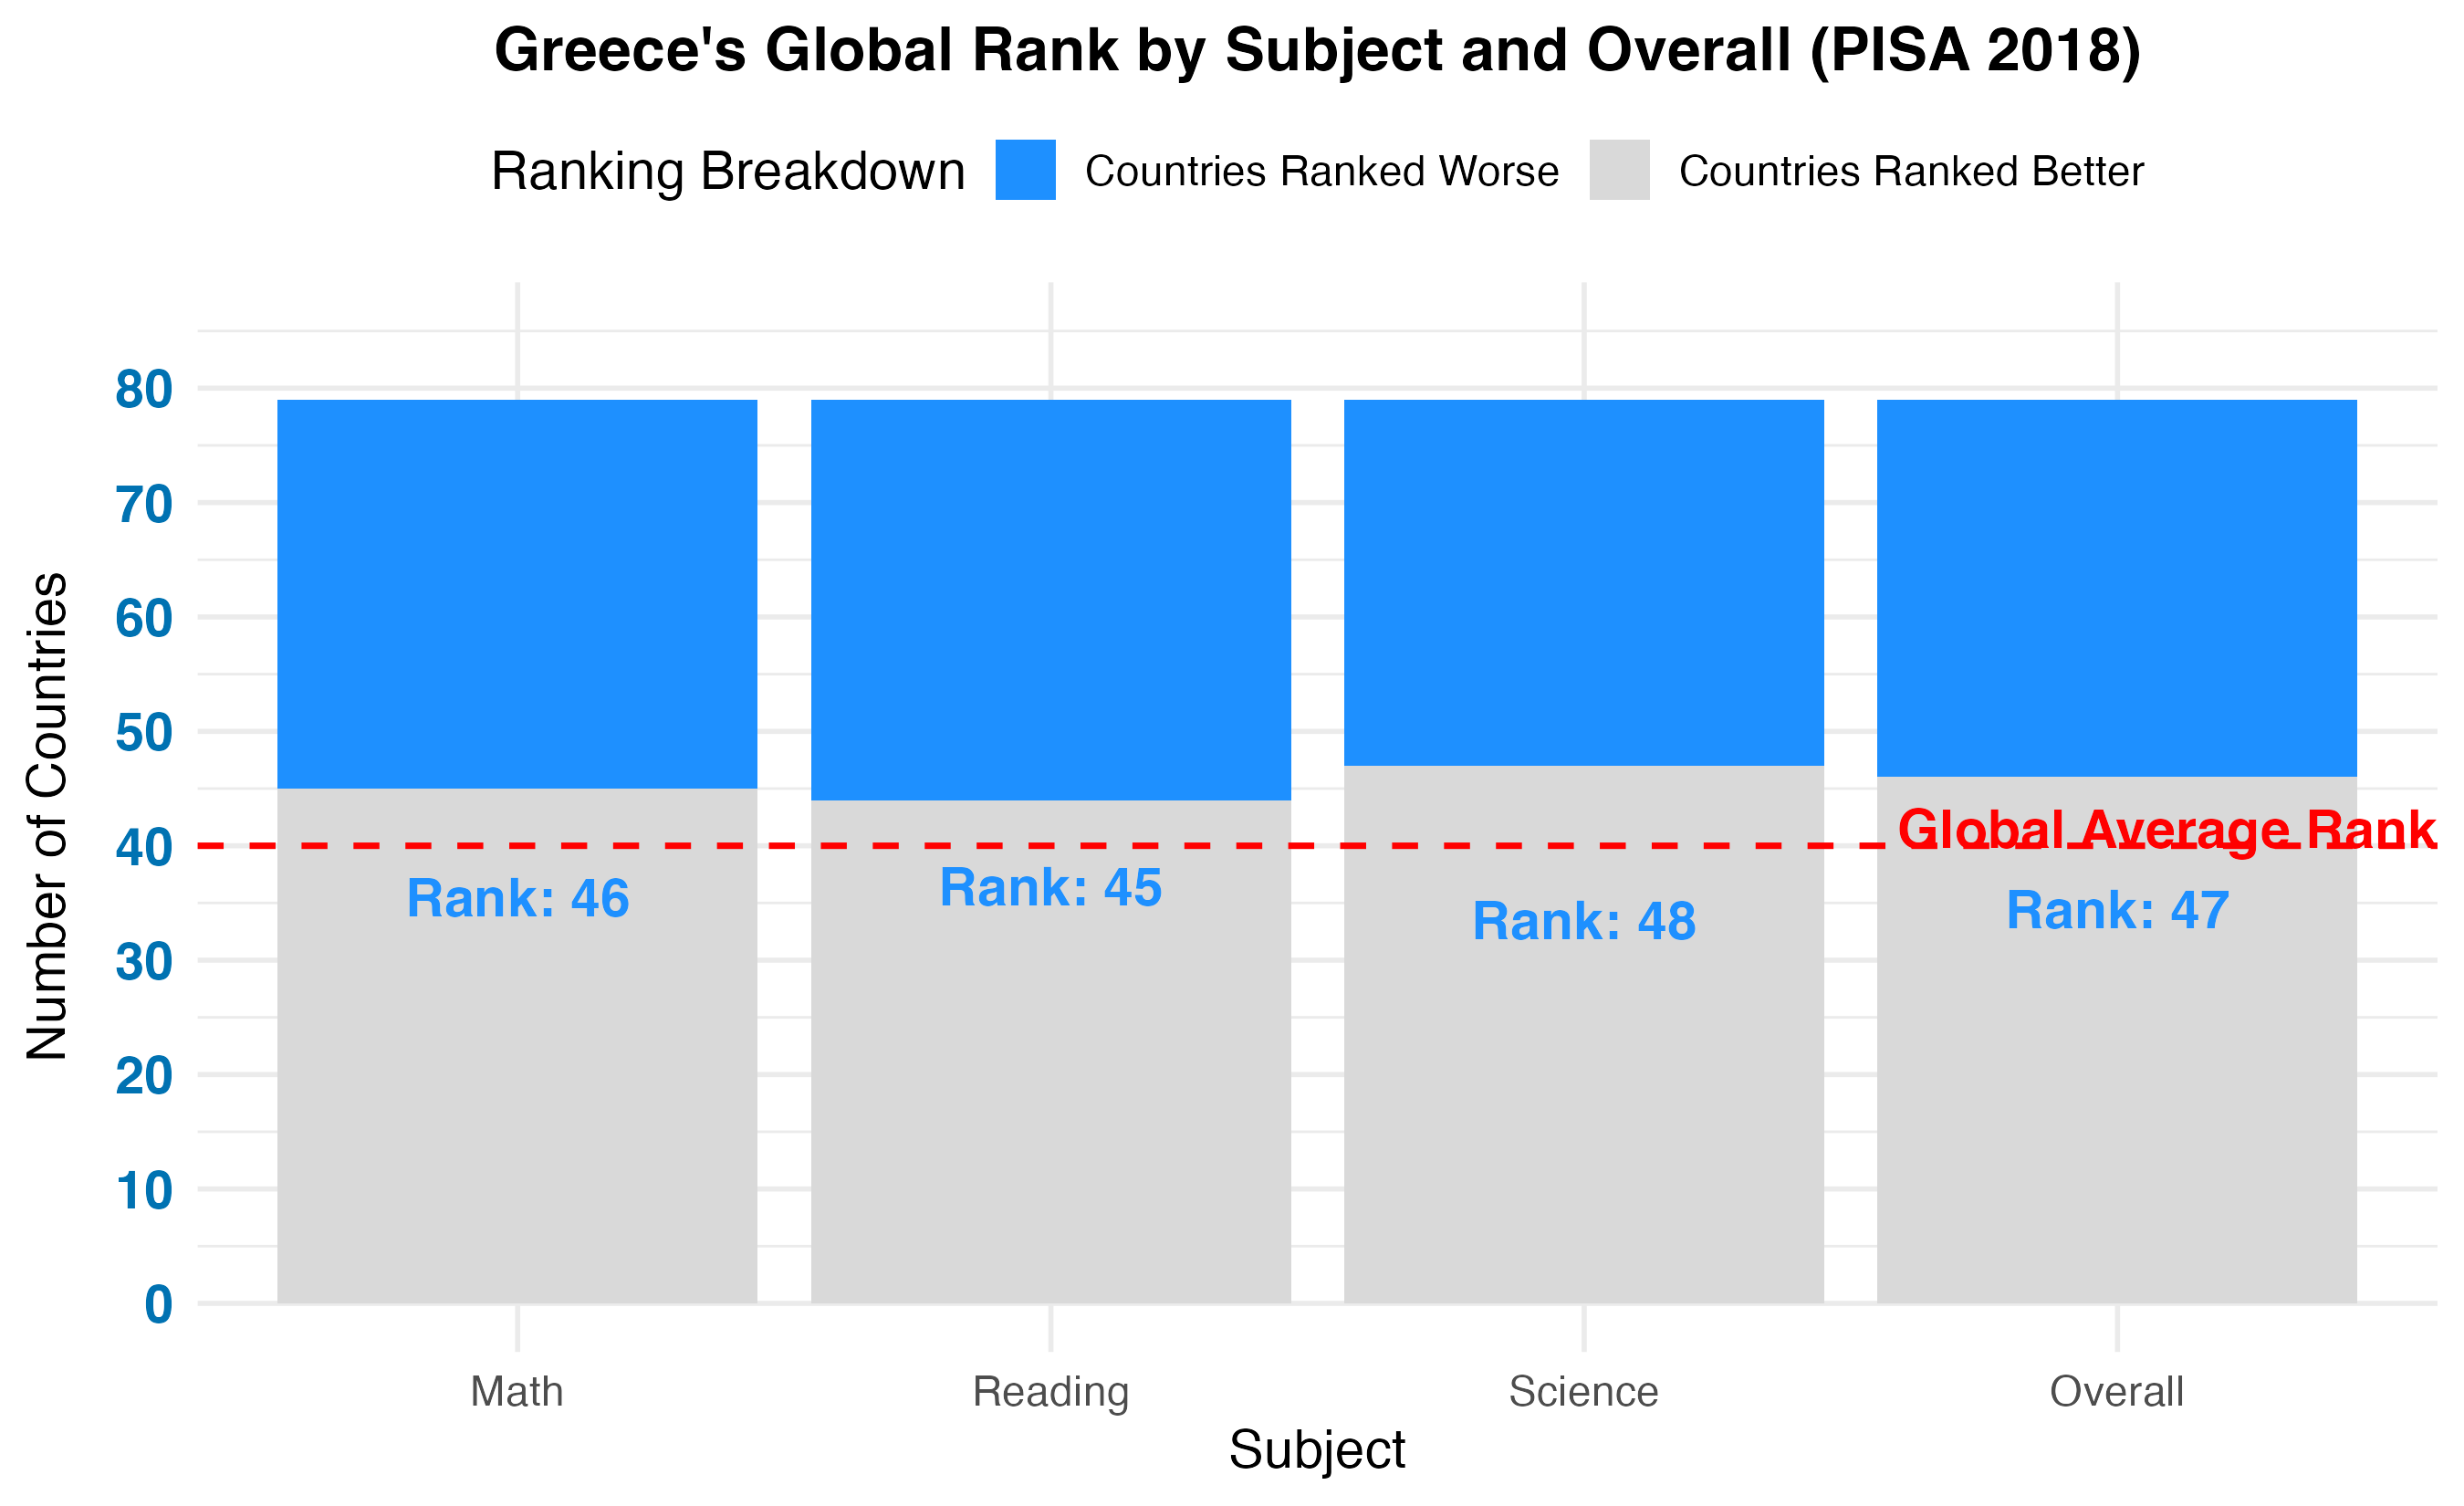 Greece's Global Rank by Subject and Overall (PISA 2018)
Ranking Breakdown Countries Ranked Worse Countries Ranked Better
Number of Countries
80
70
60
50
40
30
20
10
0
Global Average Rank
Rank: 46
Rank: 45
Rank: 48
Rank: 47
Math Reading Science Overall
Subject